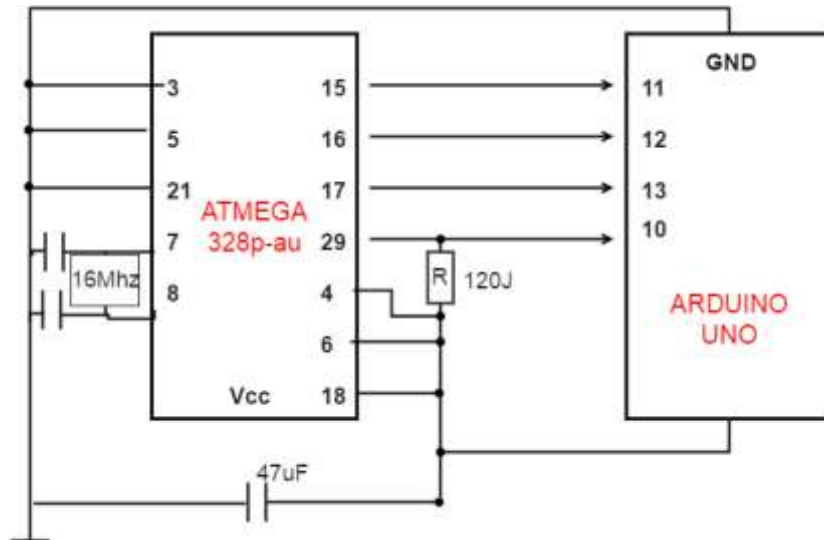 GND
3
15
11
5
16
12
21
17
13
ATMEGA
328p-au
7
29
10
16Mhz
R
120J
8
4
ARDUINO
UNO
6
Vcc
18
47uF